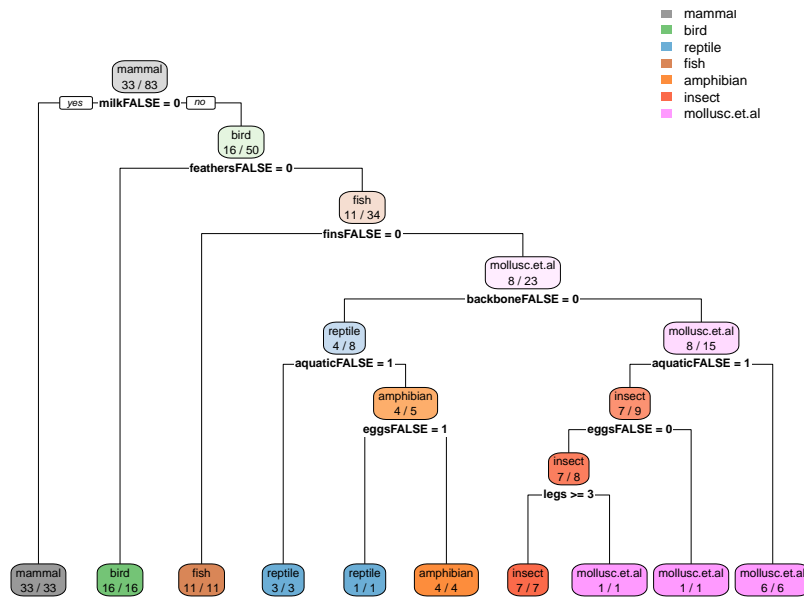 mammal
bird
reptile
fish
amphibian
insect
mollusc.et.al
mammal
33 / 83
yes
milkFALSE = 0
no
bird
16 / 50
feathersFALSE = 0
fish
11 / 34
finsFALSE = 0
mollusc.et.al
8 / 23
backboneFALSE = 0
reptile
4 / 8
mollusc.et.al
8 / 15
aquaticFALSE = 1
aquaticFALSE = 1
amphibian
4 / 5
insect
7 / 9
eggsFALSE = 1
eggsFALSE = 0
insect
7 / 8
legs >= 3
mammal
33 / 33
bird
16 / 16
fish
11 / 11
reptile
3 / 3
reptile
1 / 1
amphibian
4 / 4
insect
7 / 7
mollusc.et.al
1 / 1
mollusc.et.al
1 / 1
mollusc.et.al
6 / 6